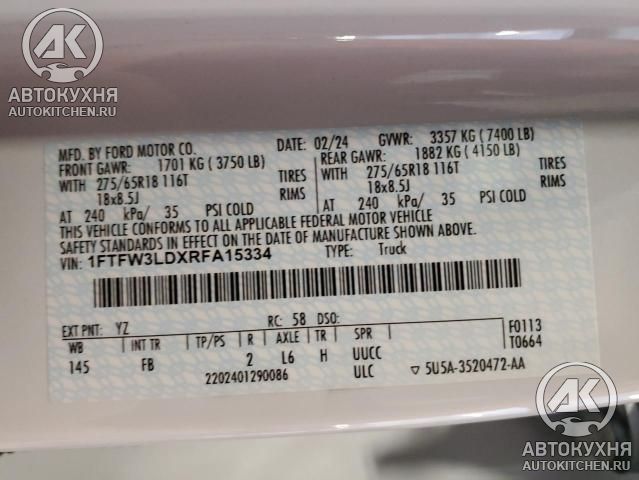 АК
АВТОКУХНЯ
AUTOKITCHEN.RU
MFD. BY FORD MOTOR CO. DATE: 02/24 GVWR: 3357 KG ( 7400 LB)
FRONT GAWR: 1701 KG ( 3750 LB) REAR GAWR: 1882 KG ( 4150 LB)
WITH 275/65R18 116T TIRES WITH 275/65R18 116T TIRES
18x8.5J RIMS 18x8.5J RIMS
AT 240 kPa/ 35 PSI COLD AT 240 kPa/ 35 PSI COLD
THIS VEHICLE CONFORMS TO ALL APPLICABLE FEDERAL MOTOR VEHICLE
SAFETY STANDARDS IN EFFECT ON THE DATE OF MANUFACTURE SHOWN ABOVE.
VIN: 1FTFW3LDXRFA15334 TYPE: Truck
EXT PNT: YZ RC: 58 DSO:
WB INT TR TP/PS R AXLE T SPR F0113
145 FB 2 L6 H UUCC T0664
2202401290086 ULC ▽ 5U5A-3520472-AA
АК
АВТОКУХНЯ
AUTOKITCHEN.RU